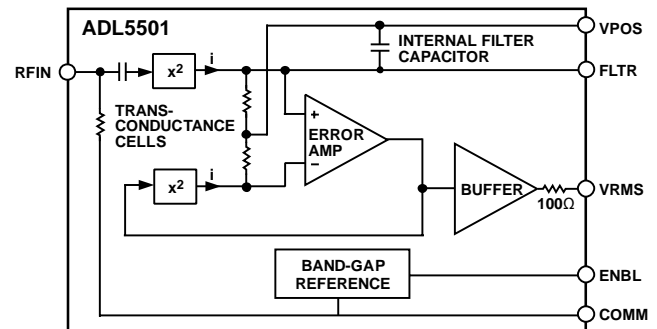 ADL5501
VPOS
INTERNAL FILTER
CAPACITOR
RFIN
x²
i
FLTR
TRANS-
CONDUCTANCE
CELLS
+
ERROR
AMP
–
x²
i
BUFFER
100Ω
VRMS
BAND-GAP
REFERENCE
ENBL
COMM